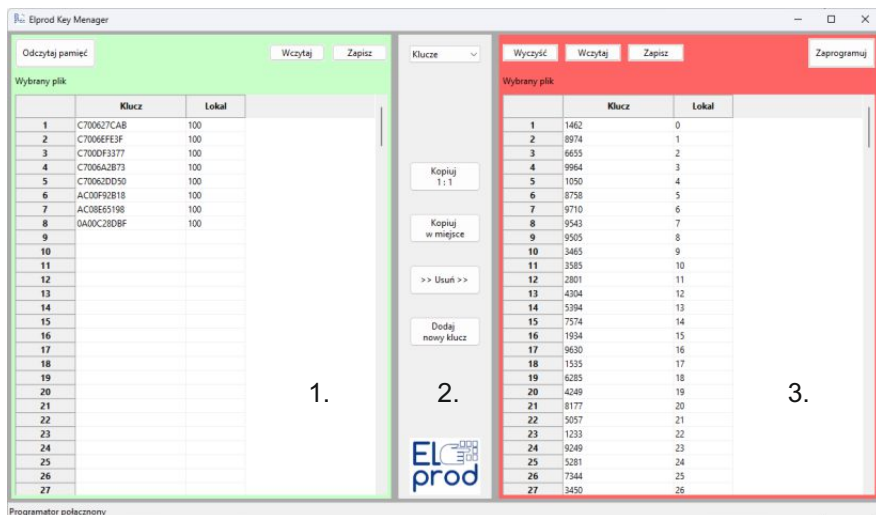 Elprod Key Menager
Odczytaj pamięć Wczytaj Zapisz
Wybrany plik
Klucz Lokal
1 C700627CAB 100
2 C7006EFE3F 100
3 C700DF3377 100
4 C7006A2B73 100
5 C70062DD50 100
6 AC00F92B18 100
7 AC08E65198 100
8 0A00C28DBF 100
9
10
11
12
13
14
15
16
17
18
19
20
21
22
23
24
25
26
27
1.
Klucze
Kopiuj
1 : 1
Kopiuj
w miejsce
>> Usuń >>
Dodaj
nowy klucz
2.
El
prod
Wyczyść Wczytaj Zapisz Zaprogramuj
Wybrany plik
Klucz Lokal
1 1462 0
2 8974 1
3 6655 2
4 9964 3
5 1050 4
6 8758 5
7 9710 6
8 9543 7
9 9505 8
10 3465 9
11 3585 10
12 2801 11
13 4304 12
14 5394 13
15 7574 14
16 1934 15
17 9630 16
18 1535 17
19 6285 18
20 4249 19
21 8177 20
22 5057 21
23 1233 22
24 9249 23
25 5281 24
26 7344 25
27 3450 26
3.
Programator połacznony